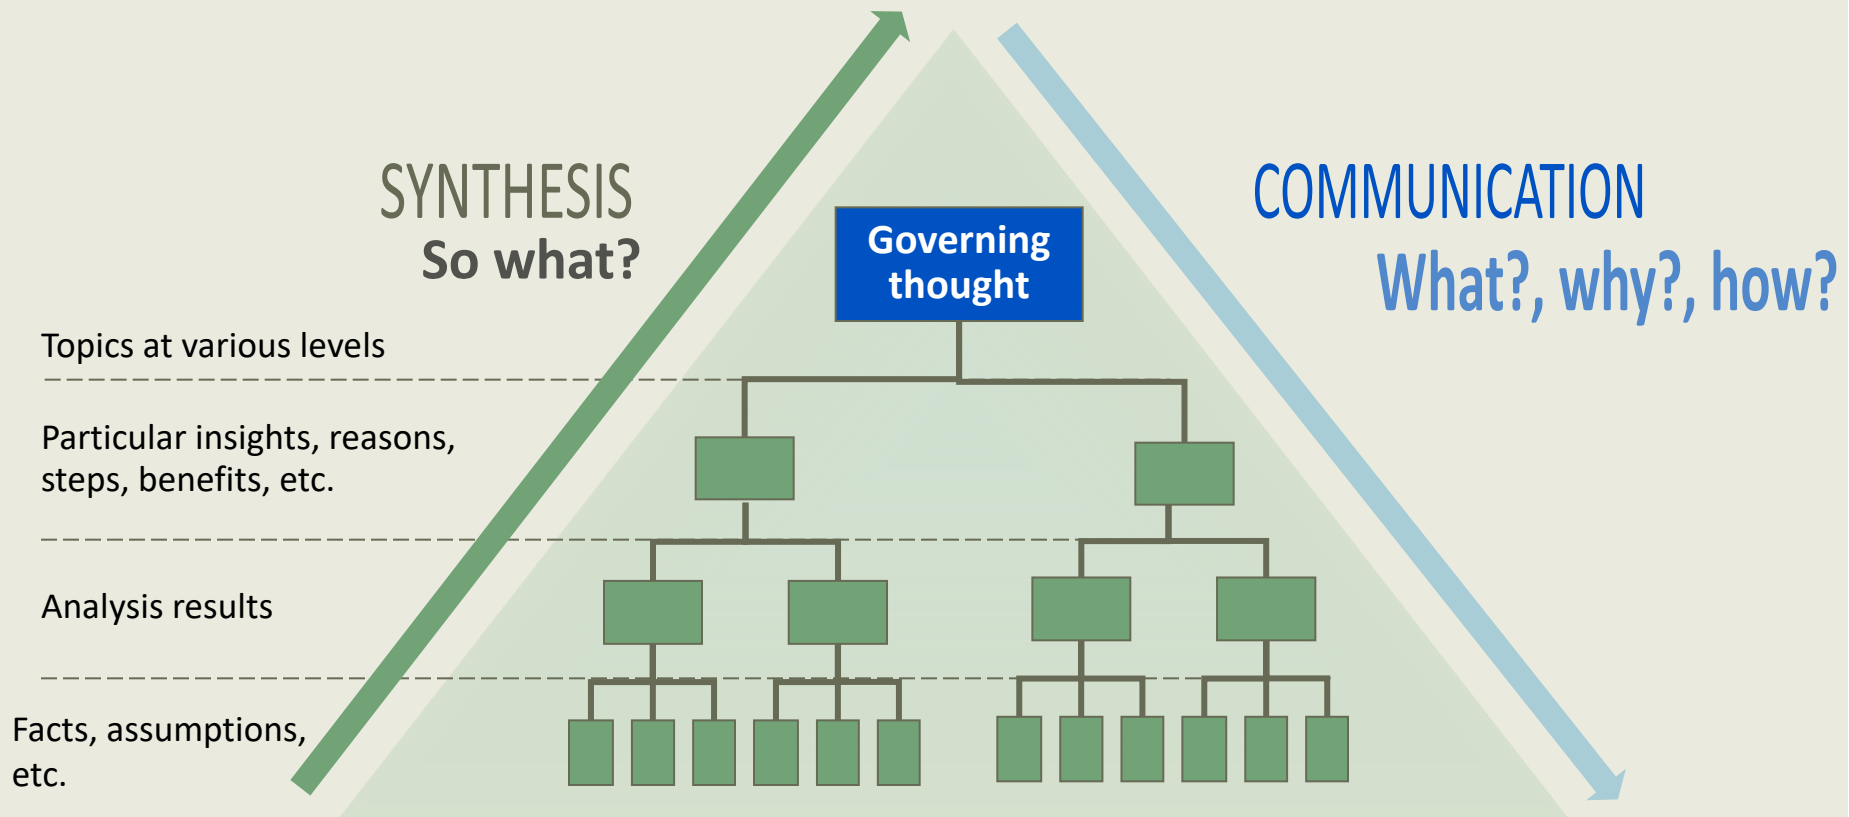 SYNTHESIS
So what?
COMMUNICATION
What?, why?, how?
Governing
thought
Topics at various levels
Particular insights, reasons,
steps, benefits, etc.
Analysis results
Facts, assumptions,
etc.